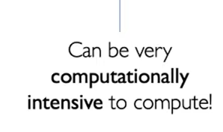 Can be very
computationally
intensive to compute!